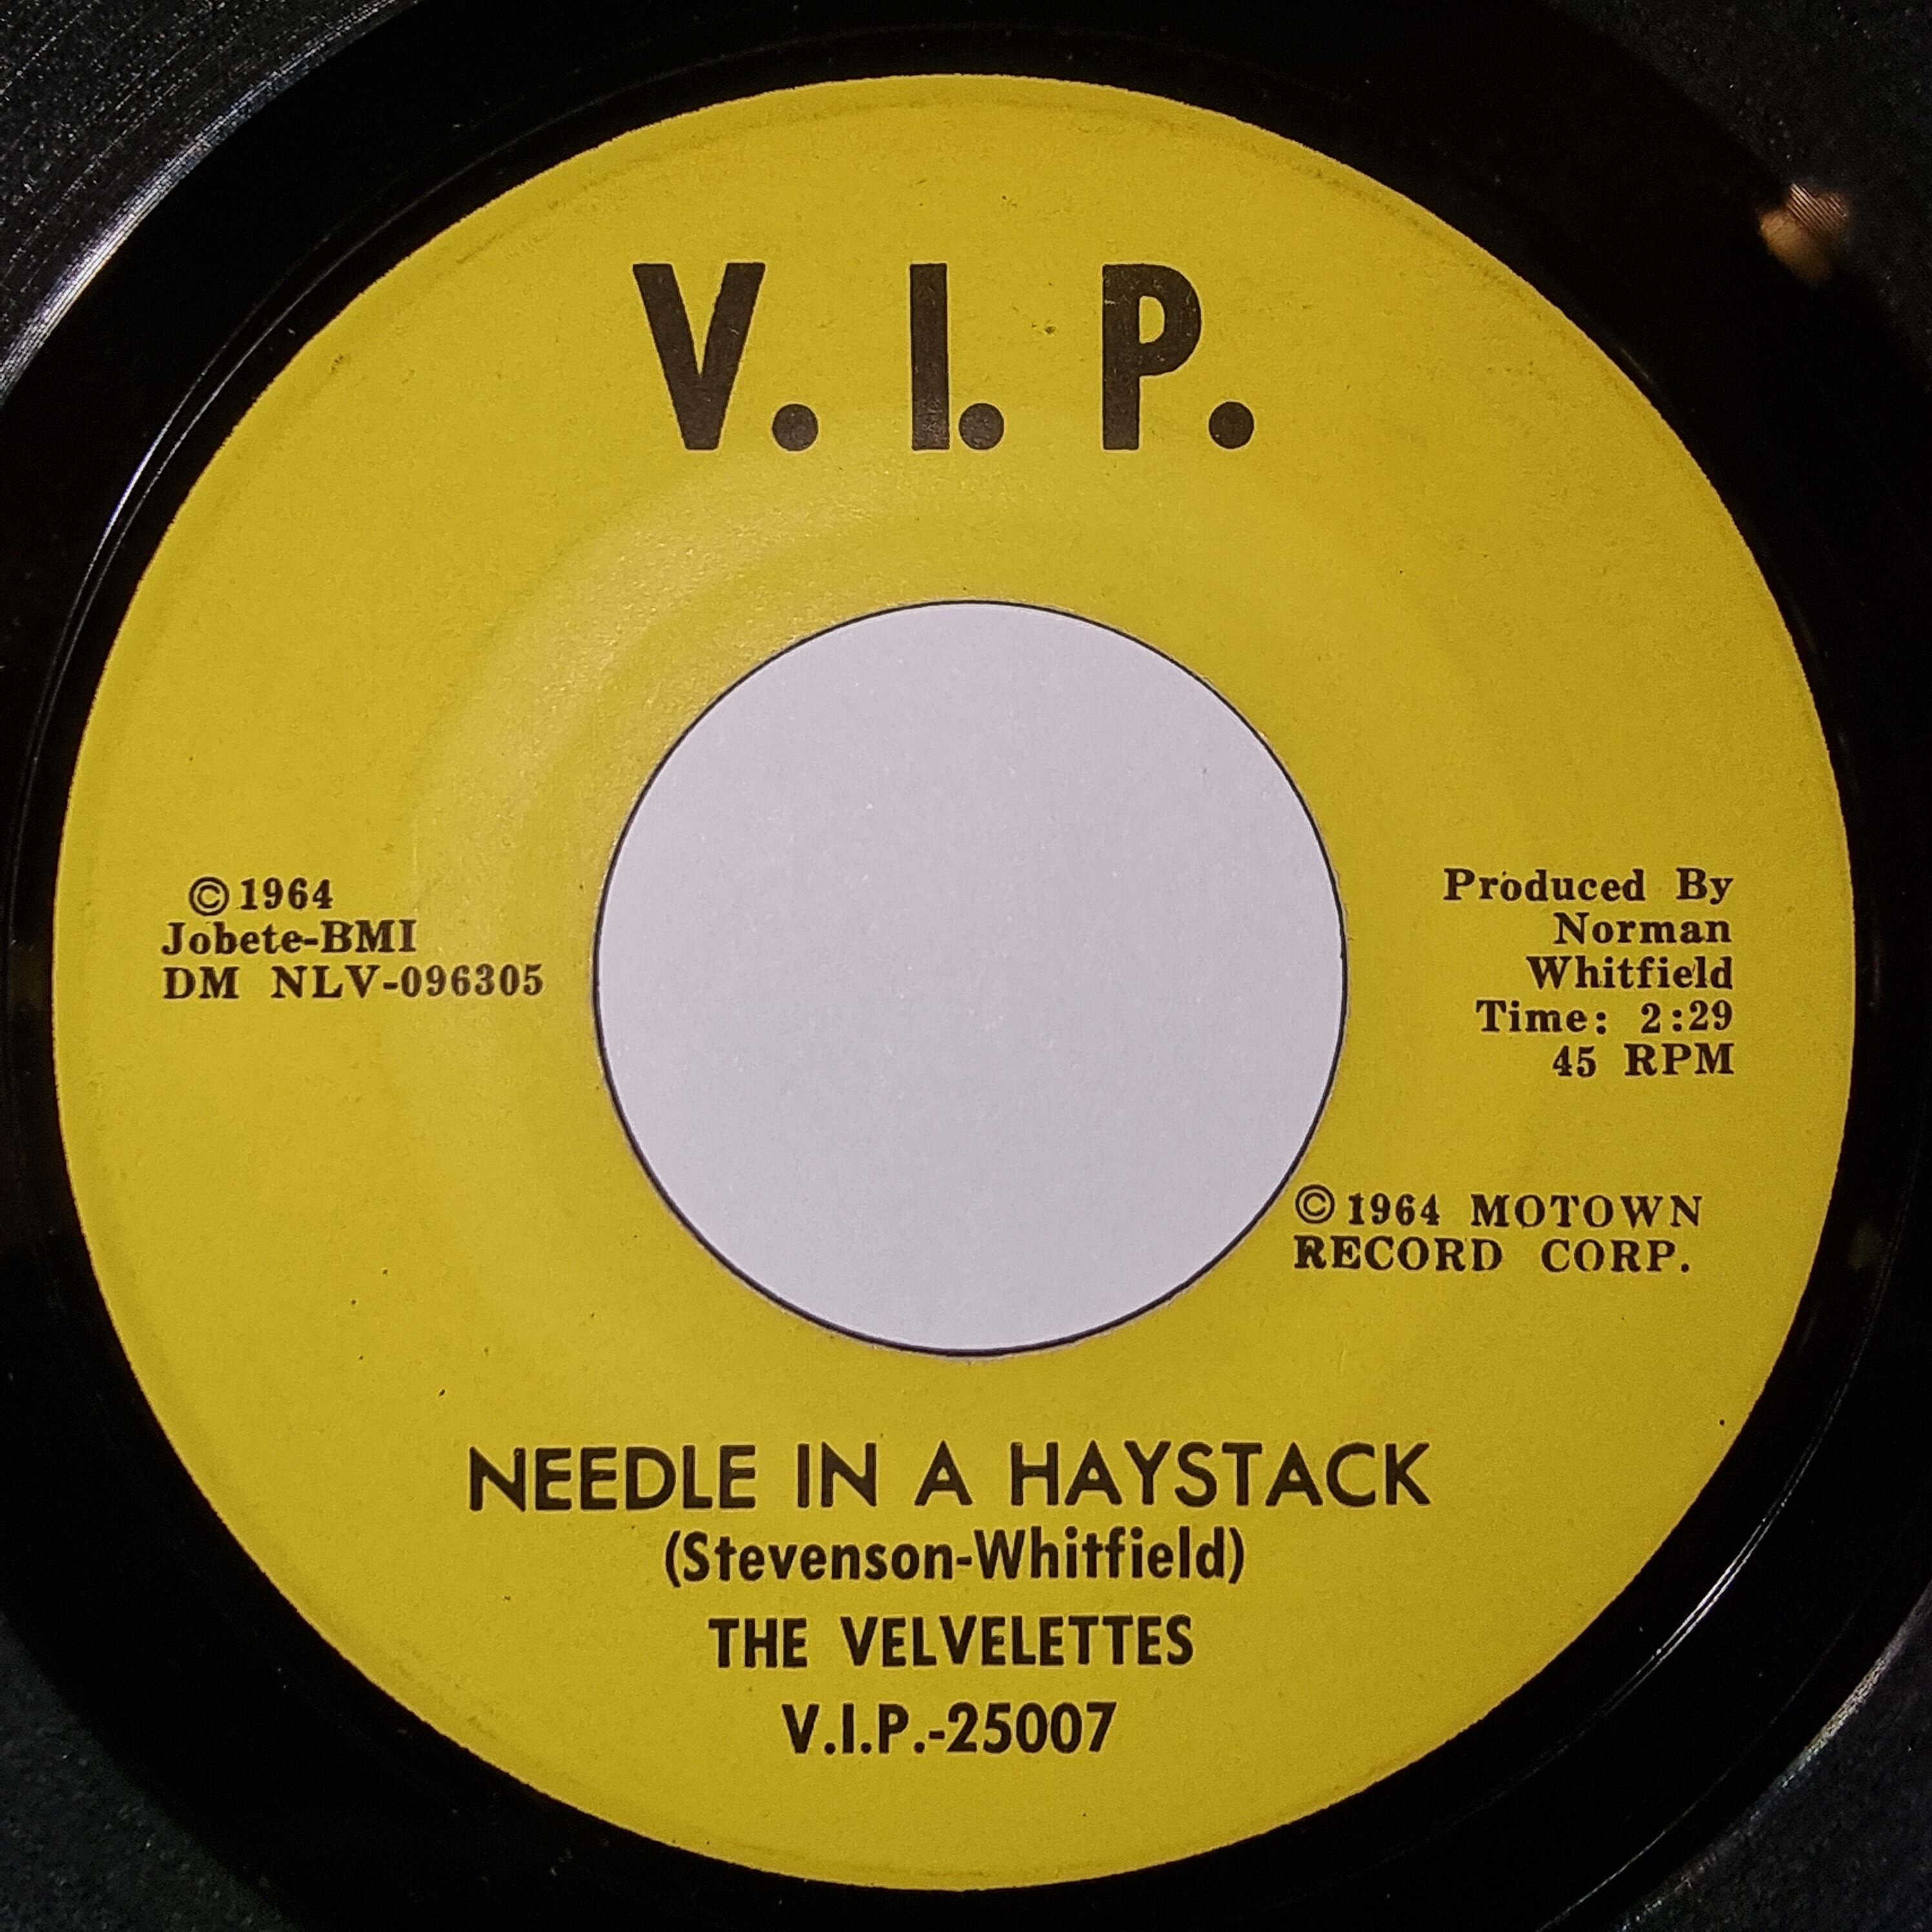 V. I. P.
©1964
Jobete-BMI
DM NLV-096305
Produced By
Norman
Whitfield
Time: 2:29
45 RPM
©1964 MOTOWN
RECORD CORP.
NEEDLE IN A HAYSTACK
(Stevenson-Whitfield)
THE VELVELETTES
V.I.P.-25007